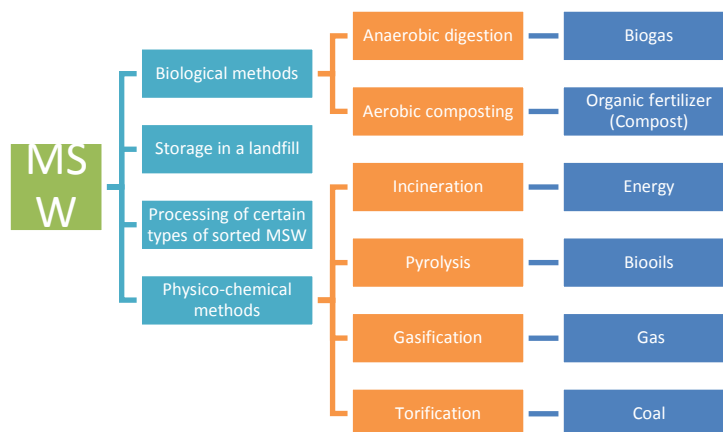 MS
W
Biological methods
Storage in a landfill
Processing of certain
types of sorted MSW
Physico-chemical
methods
Anaerobic digestion
Aerobic composting
Incineration
Pyrolysis
Gasification
Torification
Biogas
Organic fertilizer
(Compost)
Energy
Biooils
Gas
Coal